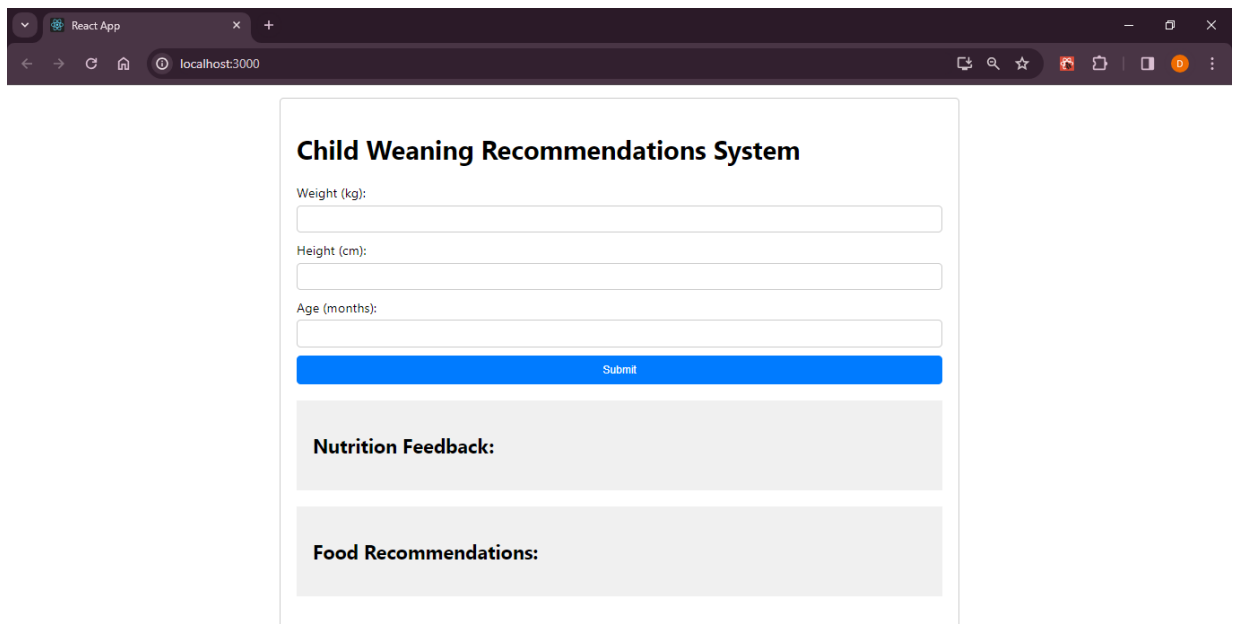 React App
localhost:3000
D
Child Weaning Recommendations System
Weight (kg):
Height (cm):
Age (months):
Submit
Nutrition Feedback:
Food Recommendations: